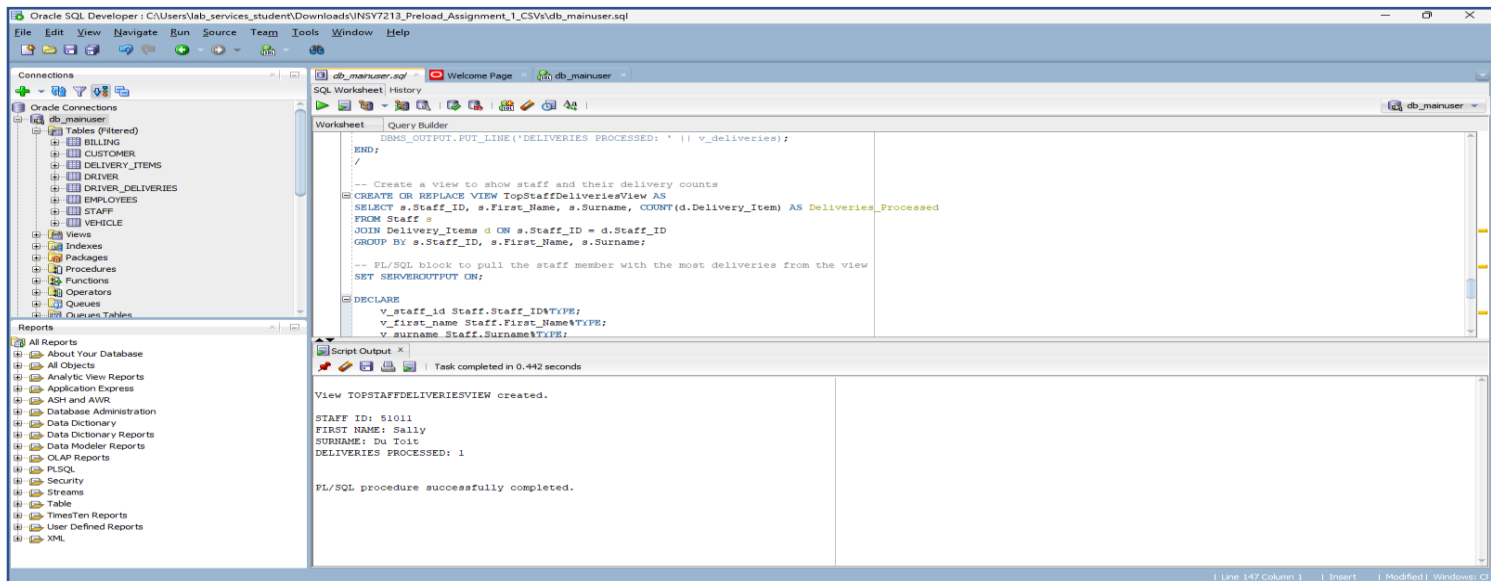 Oracle SQL Developer : C:\Users\lab_services_student\Downloads\INSY7213_Preload_Assignment_1_CSVs\db_mainuser.sql
File Edit View Navigate Run Source Team Tools Window Help
Connections
Oracle Connections
db_mainuser
Tables (Filtered)
BILLING
CUSTOMER
DELIVERY_ITEMS
DRIVER
DRIVER_DELIVERIES
EMPLOYEES
STAFF
VEHICLE
Views
Indexes
Packages
Procedures
Functions
Operators
Queues
Queues Tables
Reports
All Reports
About Your Database
All Objects
Analytic View Reports
Application Express
ASH and AWR
Database Administration
Data Dictionary
Data Dictionary Reports
Data Modeler Reports
OLAP Reports
PLSQL
Security
Streams
Table
TimesTen Reports
User Defined Reports
XML
db_mainuser.sql Welcome Page db_mainuser
SQL Worksheet History
db_mainuser
Worksheet Query Builder
DBMS_OUTPUT.PUT_LINE('DELIVERIES PROCESSED: ' || v_deliveries);
END;
/
-- Create a view to show staff and their delivery counts
CREATE OR REPLACE VIEW TopStaffDeliveriesView AS
SELECT s.Staff_ID, s.First_Name, s.Surname, COUNT(d.Delivery_Item) AS Deliveries_Processed
FROM Staff s
JOIN Delivery_Items d ON s.Staff_ID = d.Staff_ID
GROUP BY s.Staff_ID, s.First_Name, s.Surname;
-- PL/SQL block to pull the staff member with the most deliveries from the view
SET SERVEROUTPUT ON;
DECLARE
v_staff_id Staff.Staff_ID%TYPE;
v_first_name Staff.First_Name%TYPE;
v_surname Staff.Surname%TYPE;
Script Output
Task completed in 0.442 seconds
View TOPSTAFFDELIVERIESVIEW created.
STAFF ID: 51011
FIRST NAME: Sally
SURNAME: Du Toit
DELIVERIES PROCESSED: 1
PL/SQL procedure successfully completed.
Line 147 Column 1 | Insert | Modified | Windows: Cl